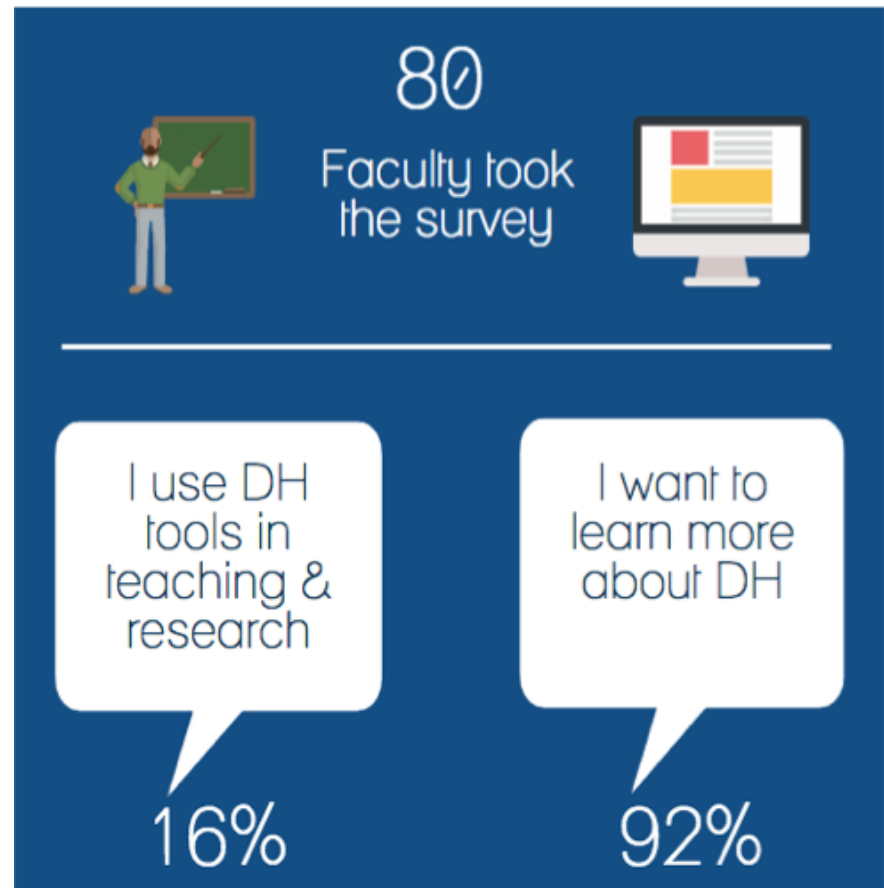 80
Faculty took
the survey
I use DH
tools in
teaching &
research
I want to
learn more
about DH
16%
92%